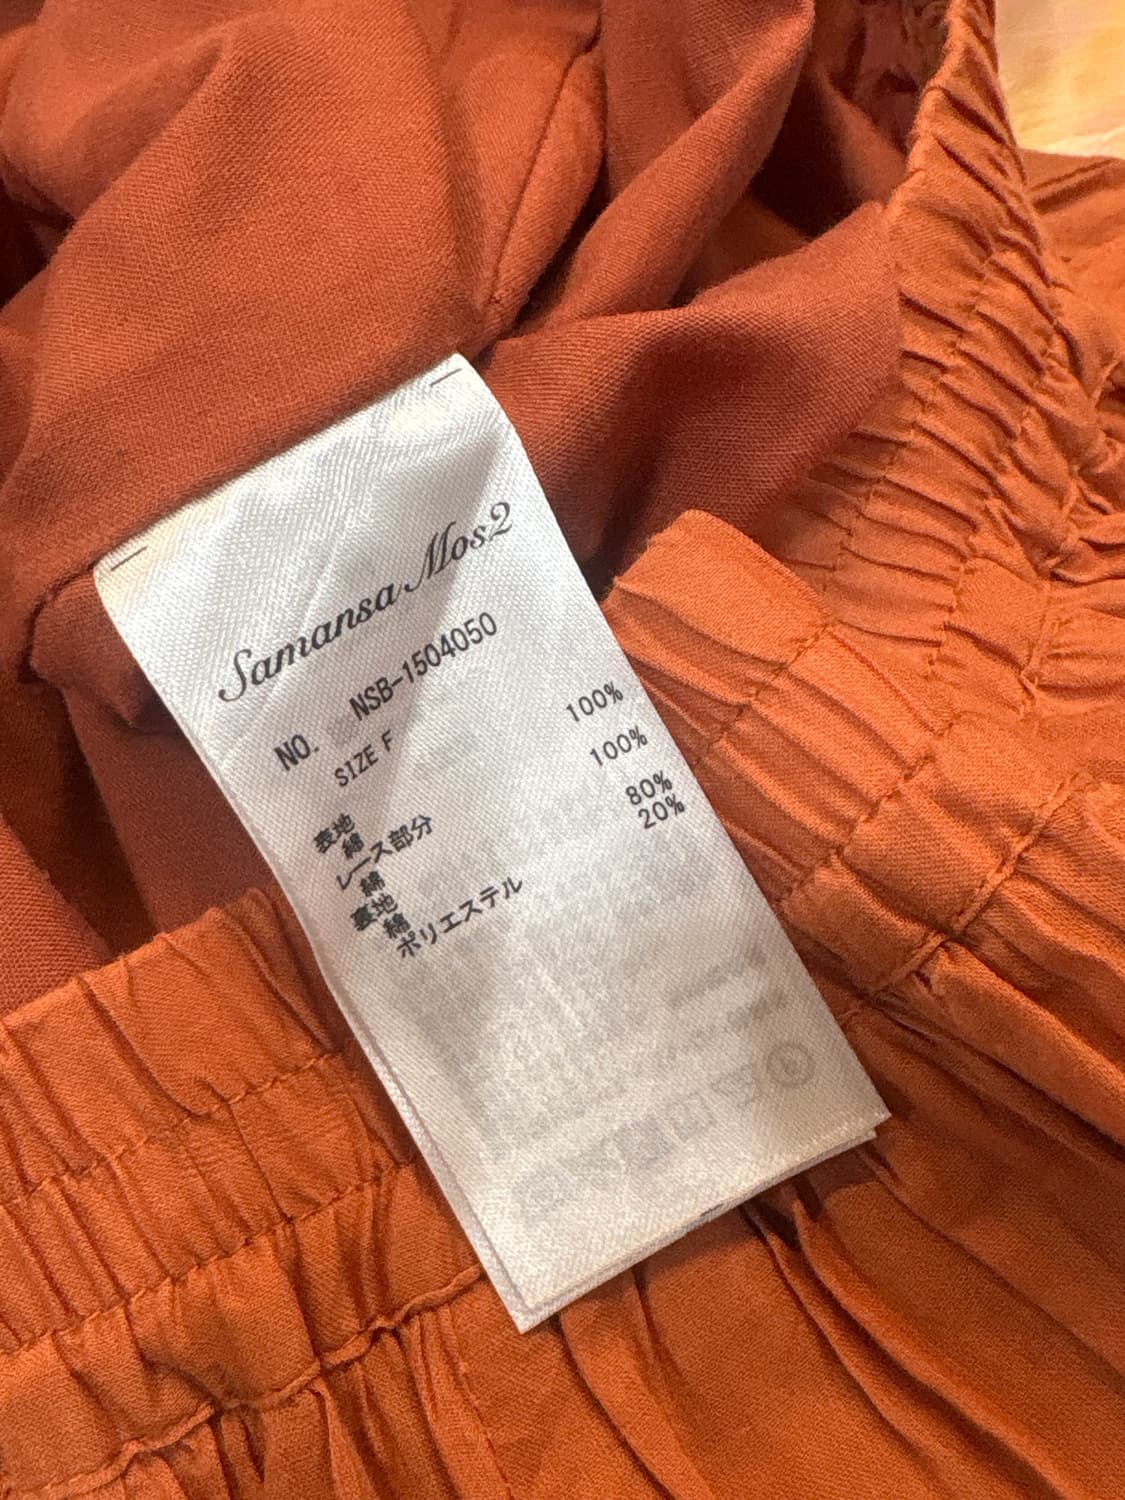 Samansa Mos2
NO. NSB-1504050
SIZE F
表地
綿 100%
レース部分
綿 100%
裏地
綿 80%
ポリエステル 20%